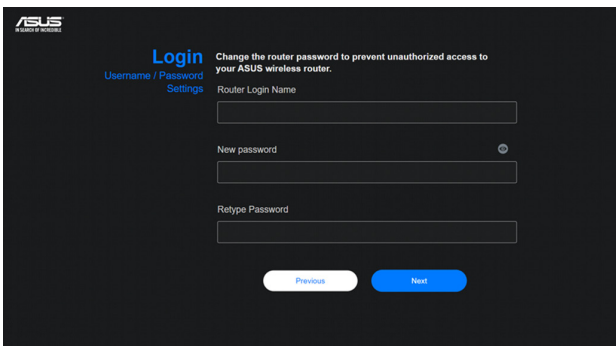 ASUS
IN SEARCH OF INCREDIBLE
Login
Username / Password
Settings
Change the router password to prevent unauthorized access to
your ASUS wireless router.
Router Login Name
New password
Retype Password
Previous
Next